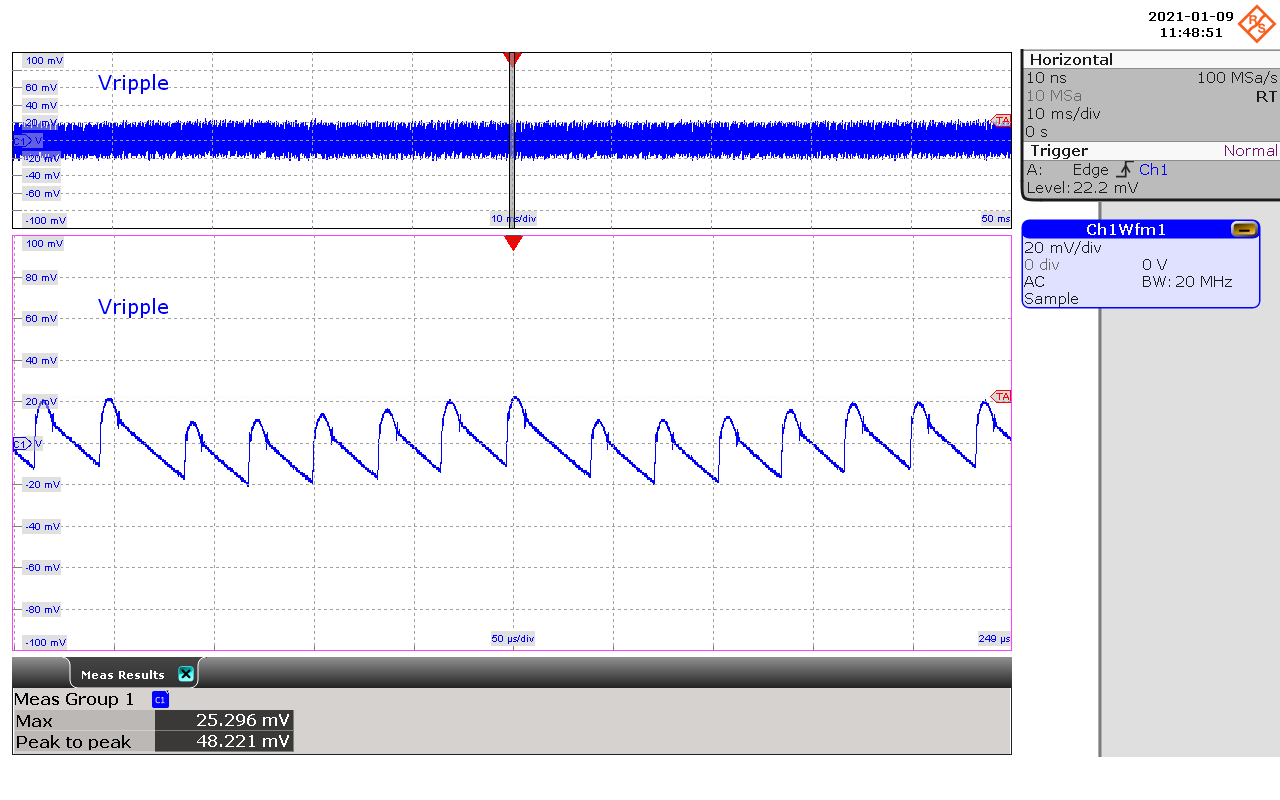 2021-01-09
11:48:51
R&S
100 mV
60 mV
40 mV
20 mV
C1 V
-20 mV
-40 mV
-60 mV
-100 mV
Vripple
TA
10 ms/div
50 ms
100 mV
80 mV
60 mV
40 mV
20 mV
C1 V
-20 mV
-40 mV
-60 mV
-80 mV
-100 mV
Vripple
TA
50 µs/div
249 µs
Horizontal
10 ns 100 MSa/s
10 MSa RT
10 ms/div
0 s
Trigger Normal
A: Edge Ch1
Level: 22.2 mV
Ch1Wfm1
20 mV/div
0 div 0 V
AC BW: 20 MHz
Sample
Meas Results
Meas Group 1 C1
Max 25.296 mV
Peak to peak 48.221 mV